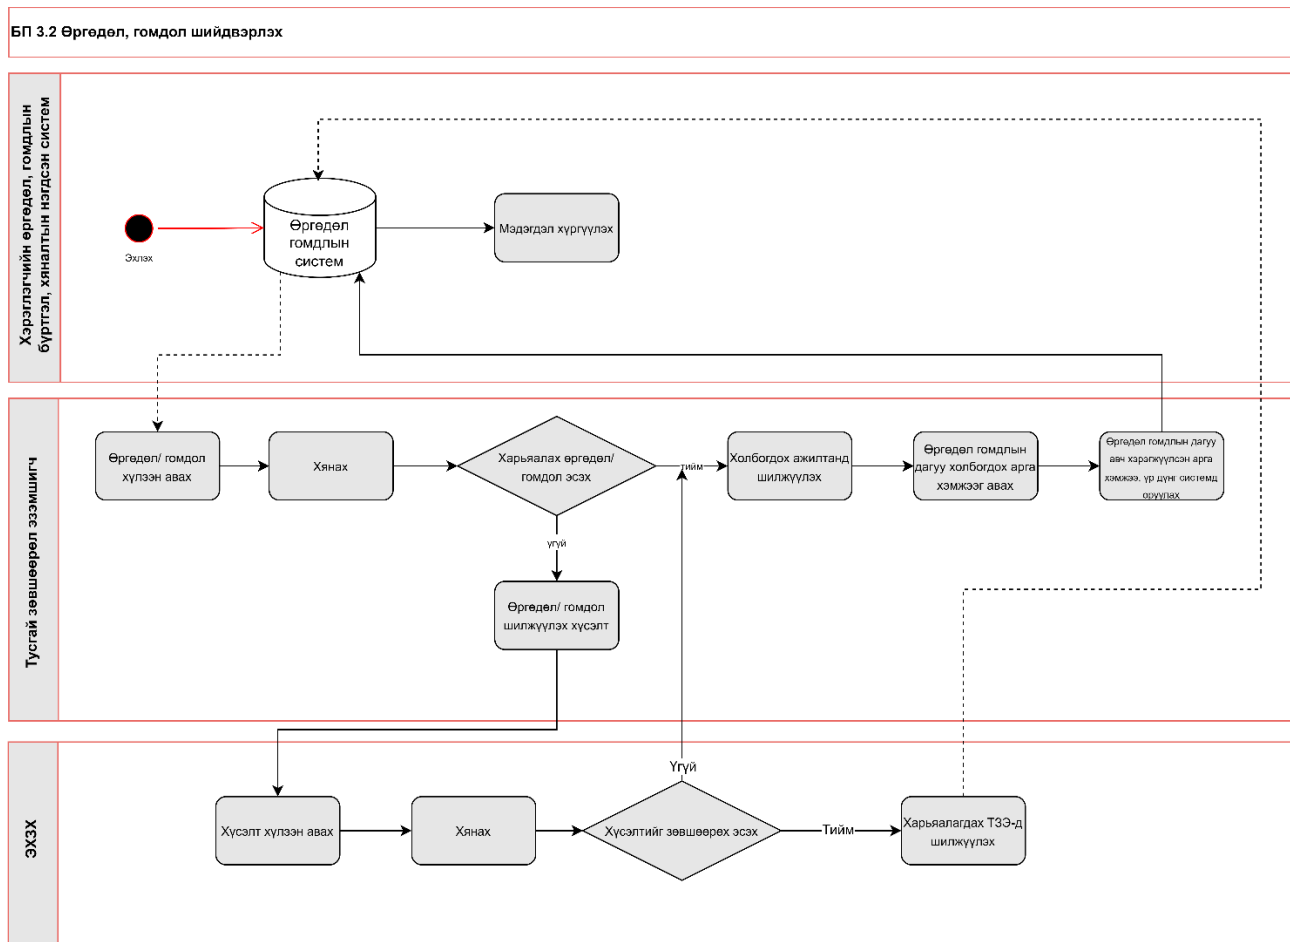 БП 3.2 Өргөдөл, гомдол шийдвэрлэх
Хэрэглэгчийн өргөдөл, гомдлын
бүртгэл, хяналтын нэгдсэн систем
Эхлэх
Өргөдөл
гомдлын
систем
Мэдэгдэл хүргүүлэх
Тусгай зөвшөөрөл эзэмшигч
Өргөдөл/ гомдол
хүлээн авах
Хянах
Харьяалах өргөдөл/
гомдол эсэх
тийм
Холбогдох ажилтанд
шилжүүлэх
Өргөдөл гомдлын
дагуу холбогдох арга
хэмжээг авах
Өргөдөл гомдлын дагуу
авч хэрэгжүүлсэн арга
хэмжээ, үр дүнг системд
оруулах
үгүй
Өргөдөл/ гомдол
шилжүүлэх хүсэлт
ЭХЗХ
Хүсэлт хүлээн авах
Хянах
Үгүй
Хүсэлтийг зөвшөөрөх эсэх
Тийм
Харьяалагдах ТЗЭ-д
шилжүүлэх